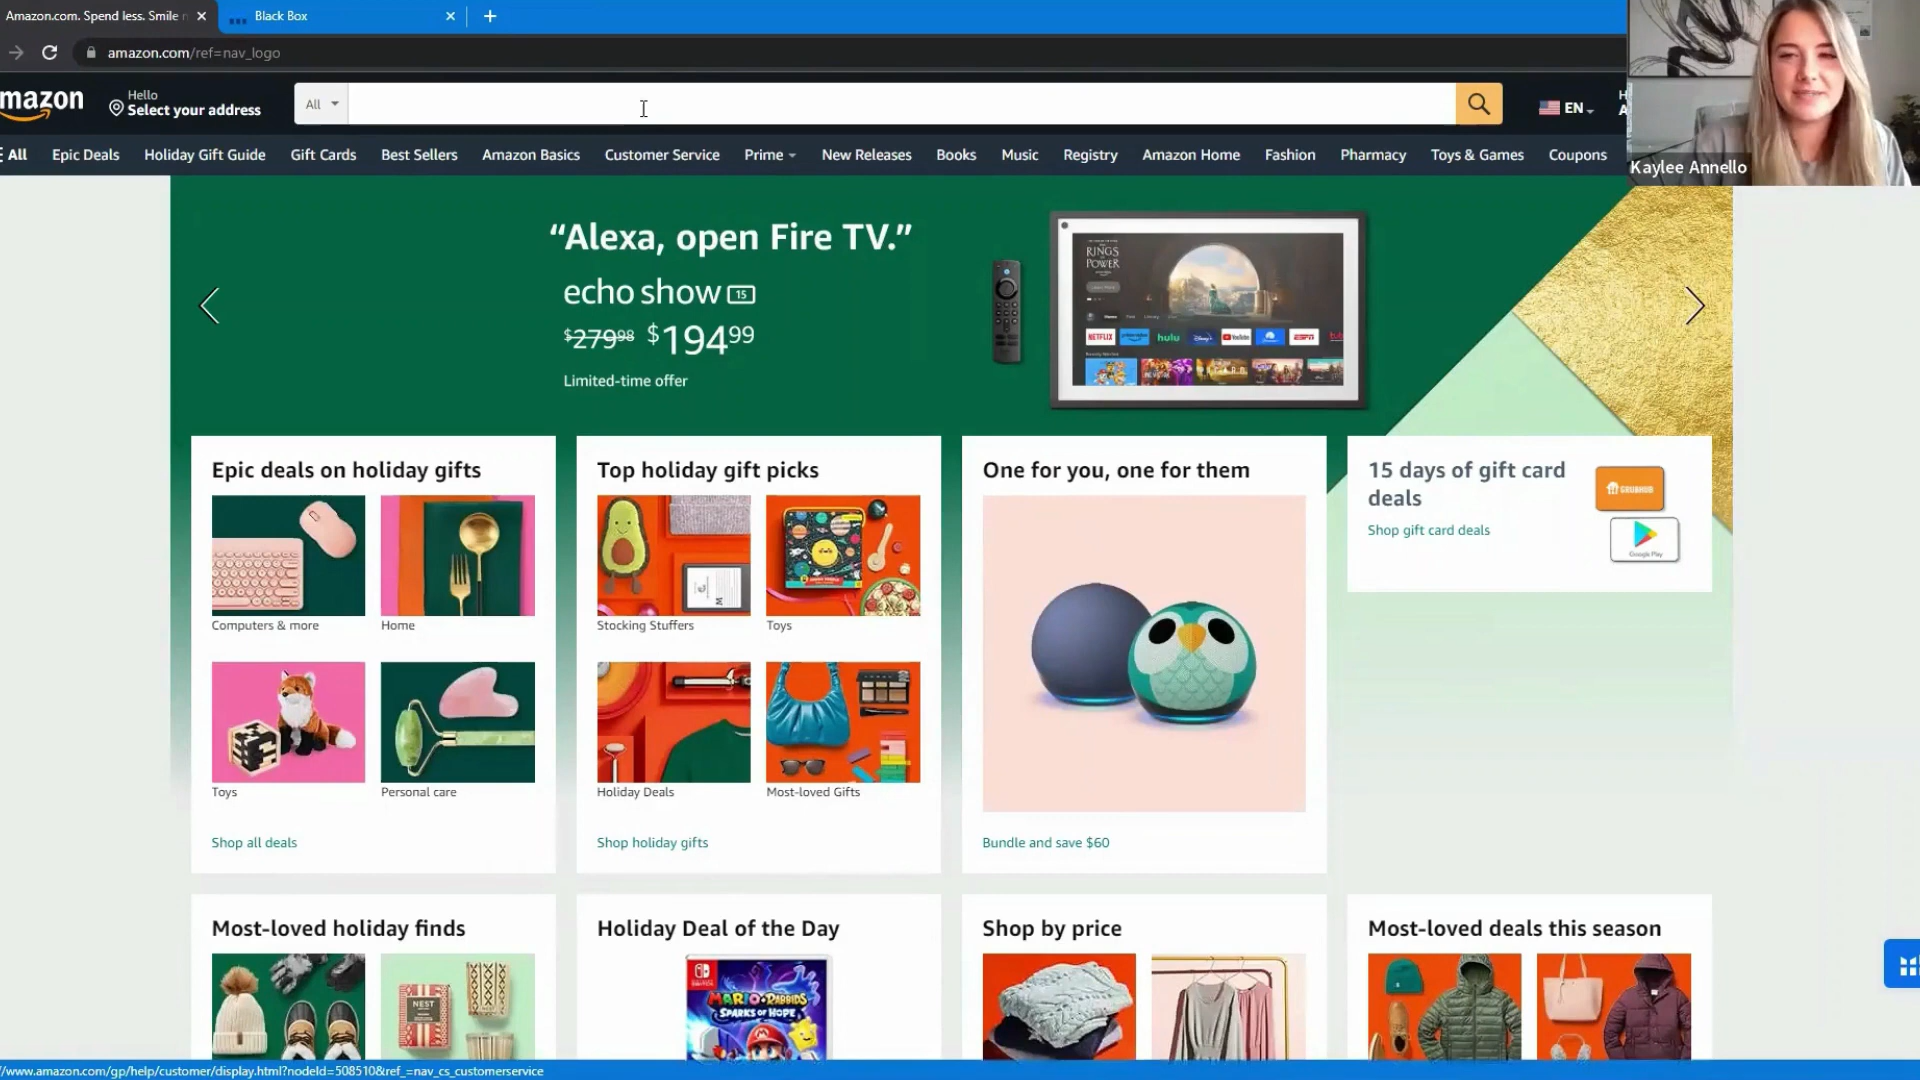 Amazon.com. Spend less. Smile
Black Box
amazon.com/ref=nav_logo
mazon
Hello
Select your address
All
EN
All
Epic Deals
Holiday Gift Guide
Gift Cards
Best Sellers
Amazon Basics
Customer Service
Prime
New Releases
Books
Music
Registry
Amazon Home
Fashion
Pharmacy
Toys & Games
Coupons
Kaylee Annello
“Alexa, open Fire TV.”
echo show 15
$279.98 $194.99
Limited-time offer
RINGS
OF
POWER
NETFLIX
hulu
YouTube
ESPN
Epic deals on holiday gifts
Computers & more
Home
Toys
Personal care
Shop all deals
Top holiday gift picks
Stocking Stuffers
Toys
Holiday Deals
Most-loved Gifts
Shop holiday gifts
One for you, one for them
Bundle and save $60
15 days of gift card
deals
Shop gift card deals
GRUBHUB
Google Play
Most-loved holiday finds
NEST
Holiday Deal of the Day
MARIO+RABBIDS
SPARKS OF HOPE
Shop by price
Most-loved deals this season
/www.amazon.com/gp/help/customer/display.html?nodeId=508510&ref_=nav_cs_customerservice